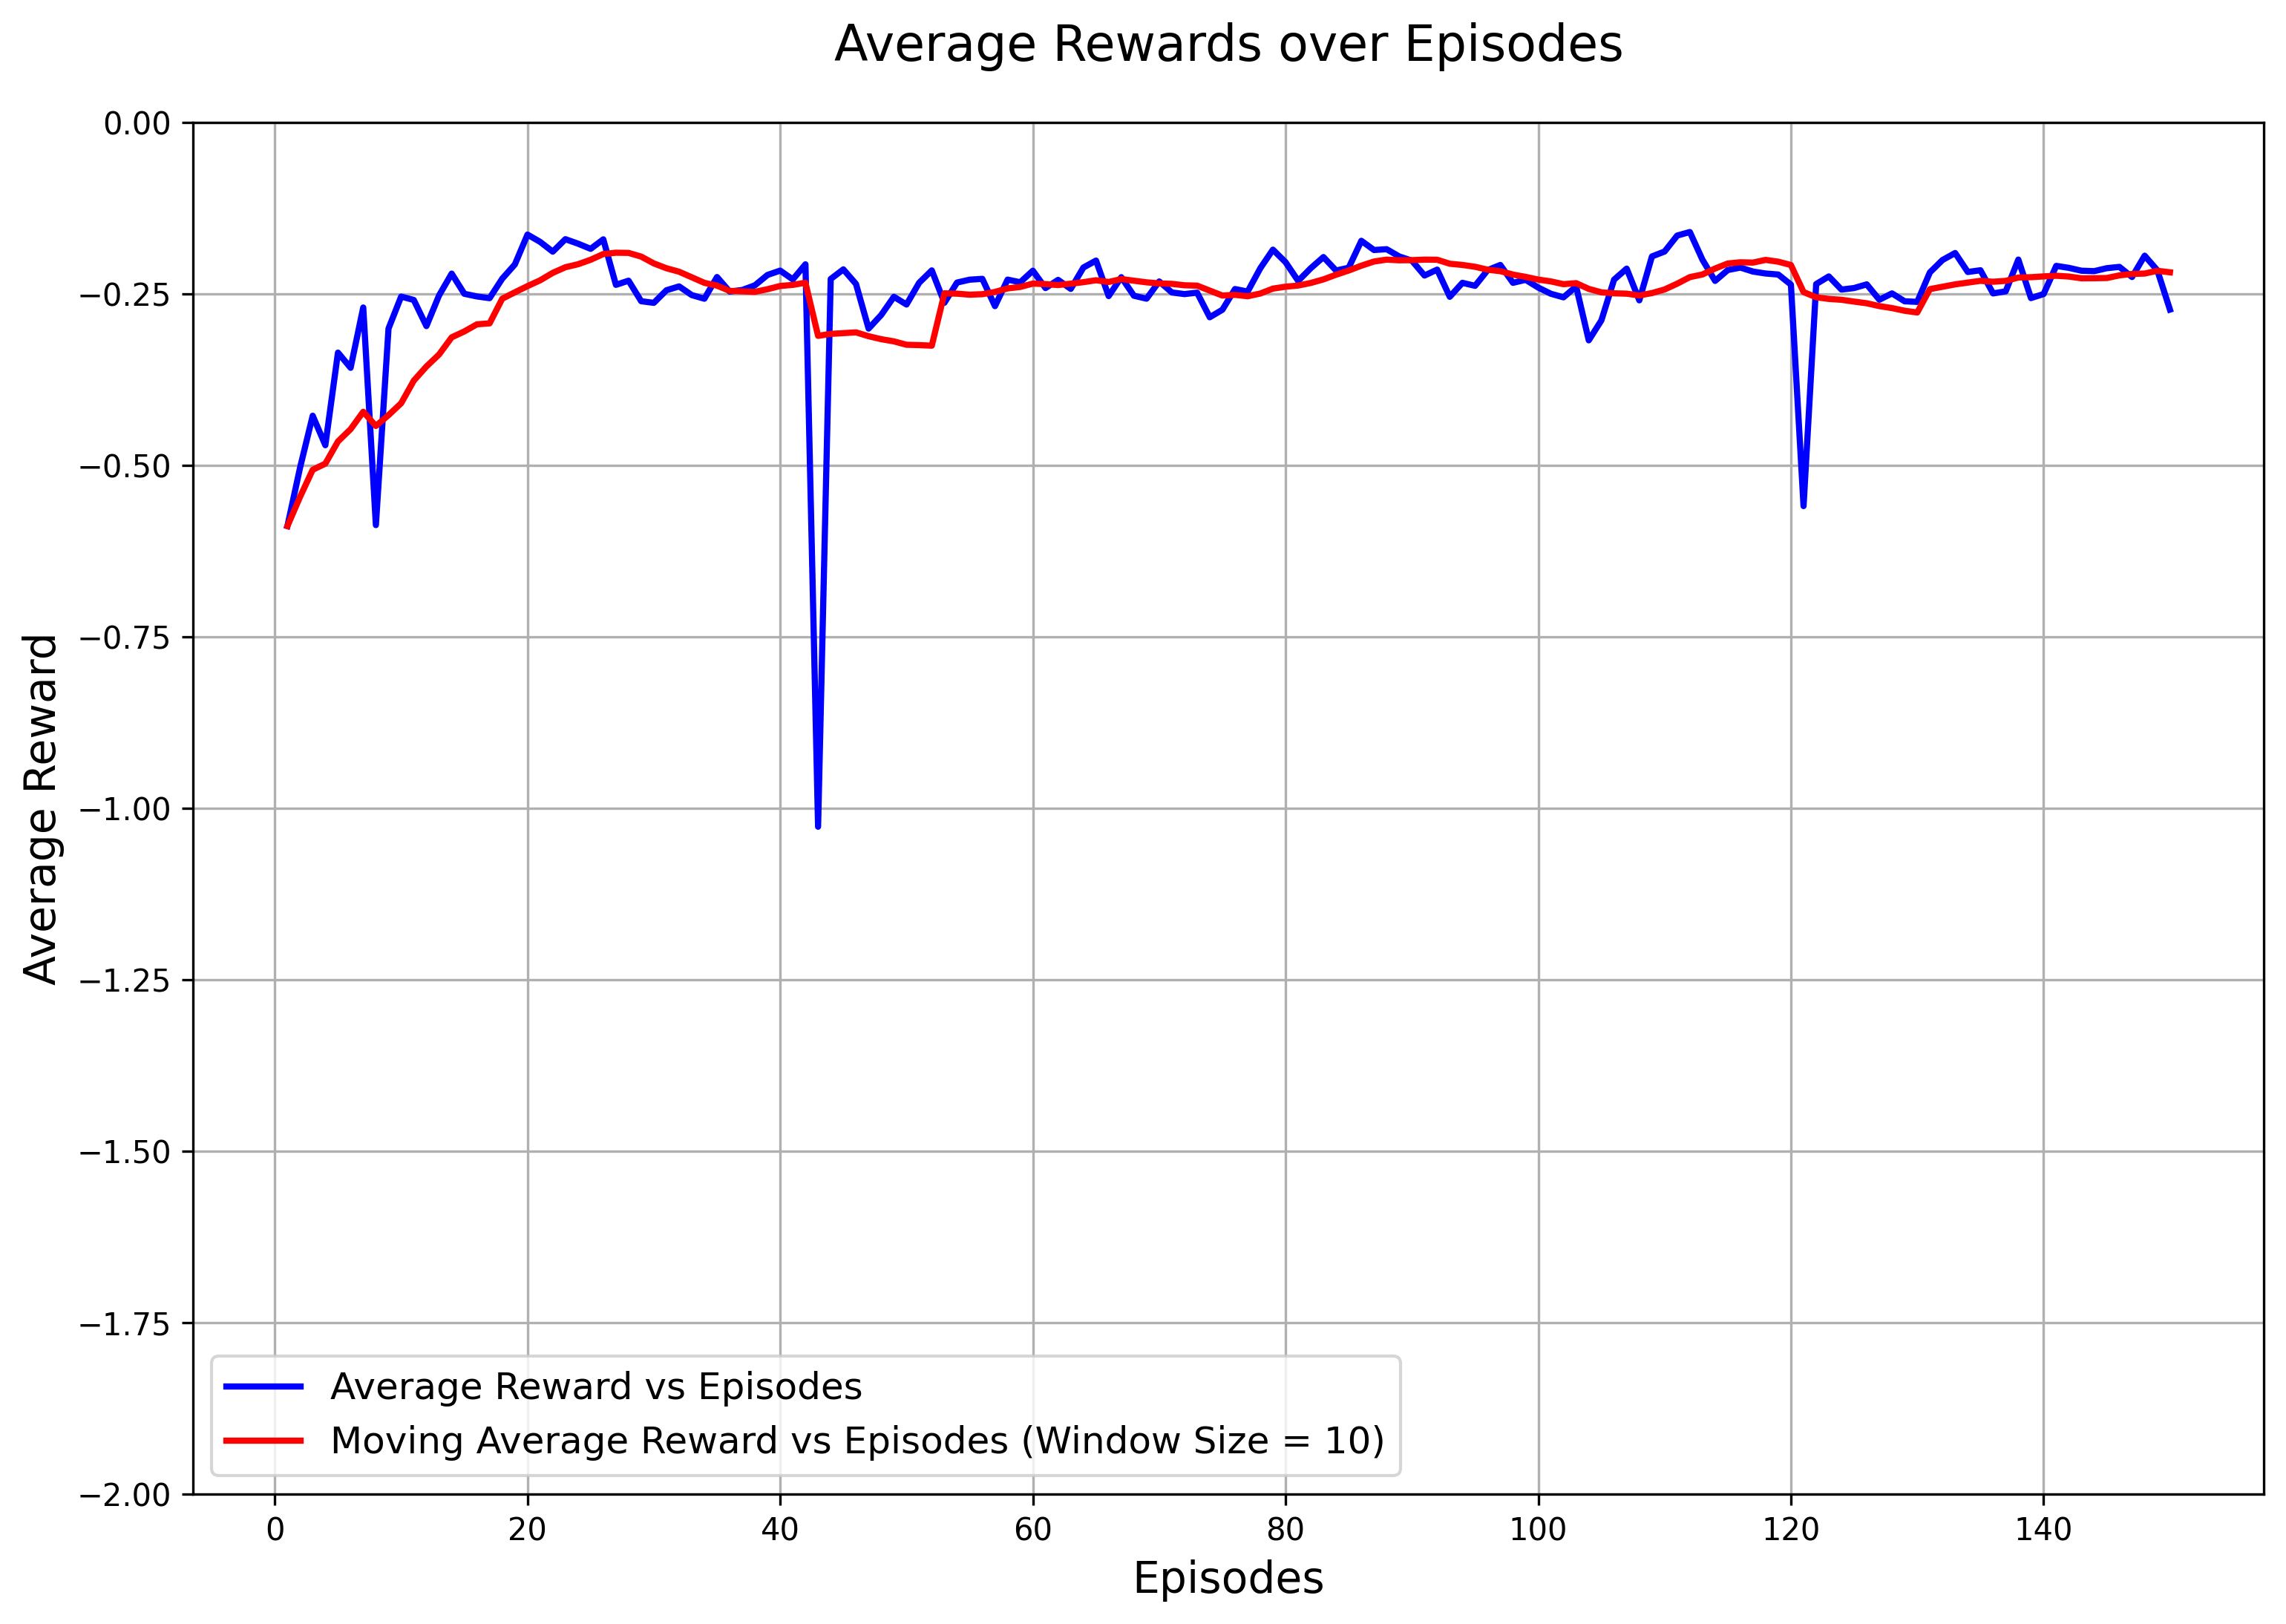 Average Rewards over Episodes
0.00
−0.25
−0.50
−0.75
−1.00
−1.25
−1.50
−1.75
−2.00
Average Reward
Average Reward vs Episodes
Moving Average Reward vs Episodes (Window Size = 10)
0 20 40 60 80 100 120 140
Episodes